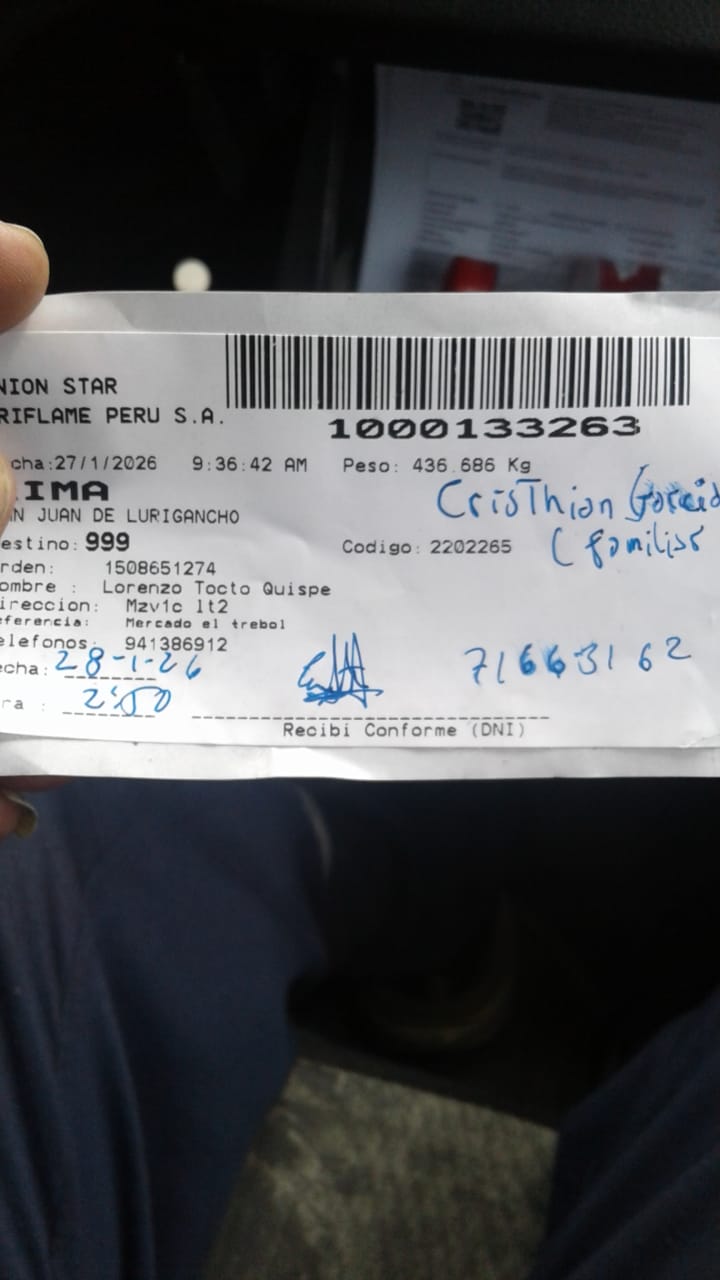 NION STAR
RIFLAME PERU S.A.
1000133263
cha:27/1/2026 9:36:42 AM Peso: 436.686 Kg
IMA
N JUAN DE LURIGANCHO
estino: 999 Codigo: 2202265
Cristhian
(familiar
rden: 1508651274
ombre : Lorenzo Tocto Quispe
ireccion: Mzv1c lt2
eferencia: Mercado el trebol
elefonos: 941386912
echa: 28-1-26
71663162
ra : 2:50
Recibi Conforme (DNI)